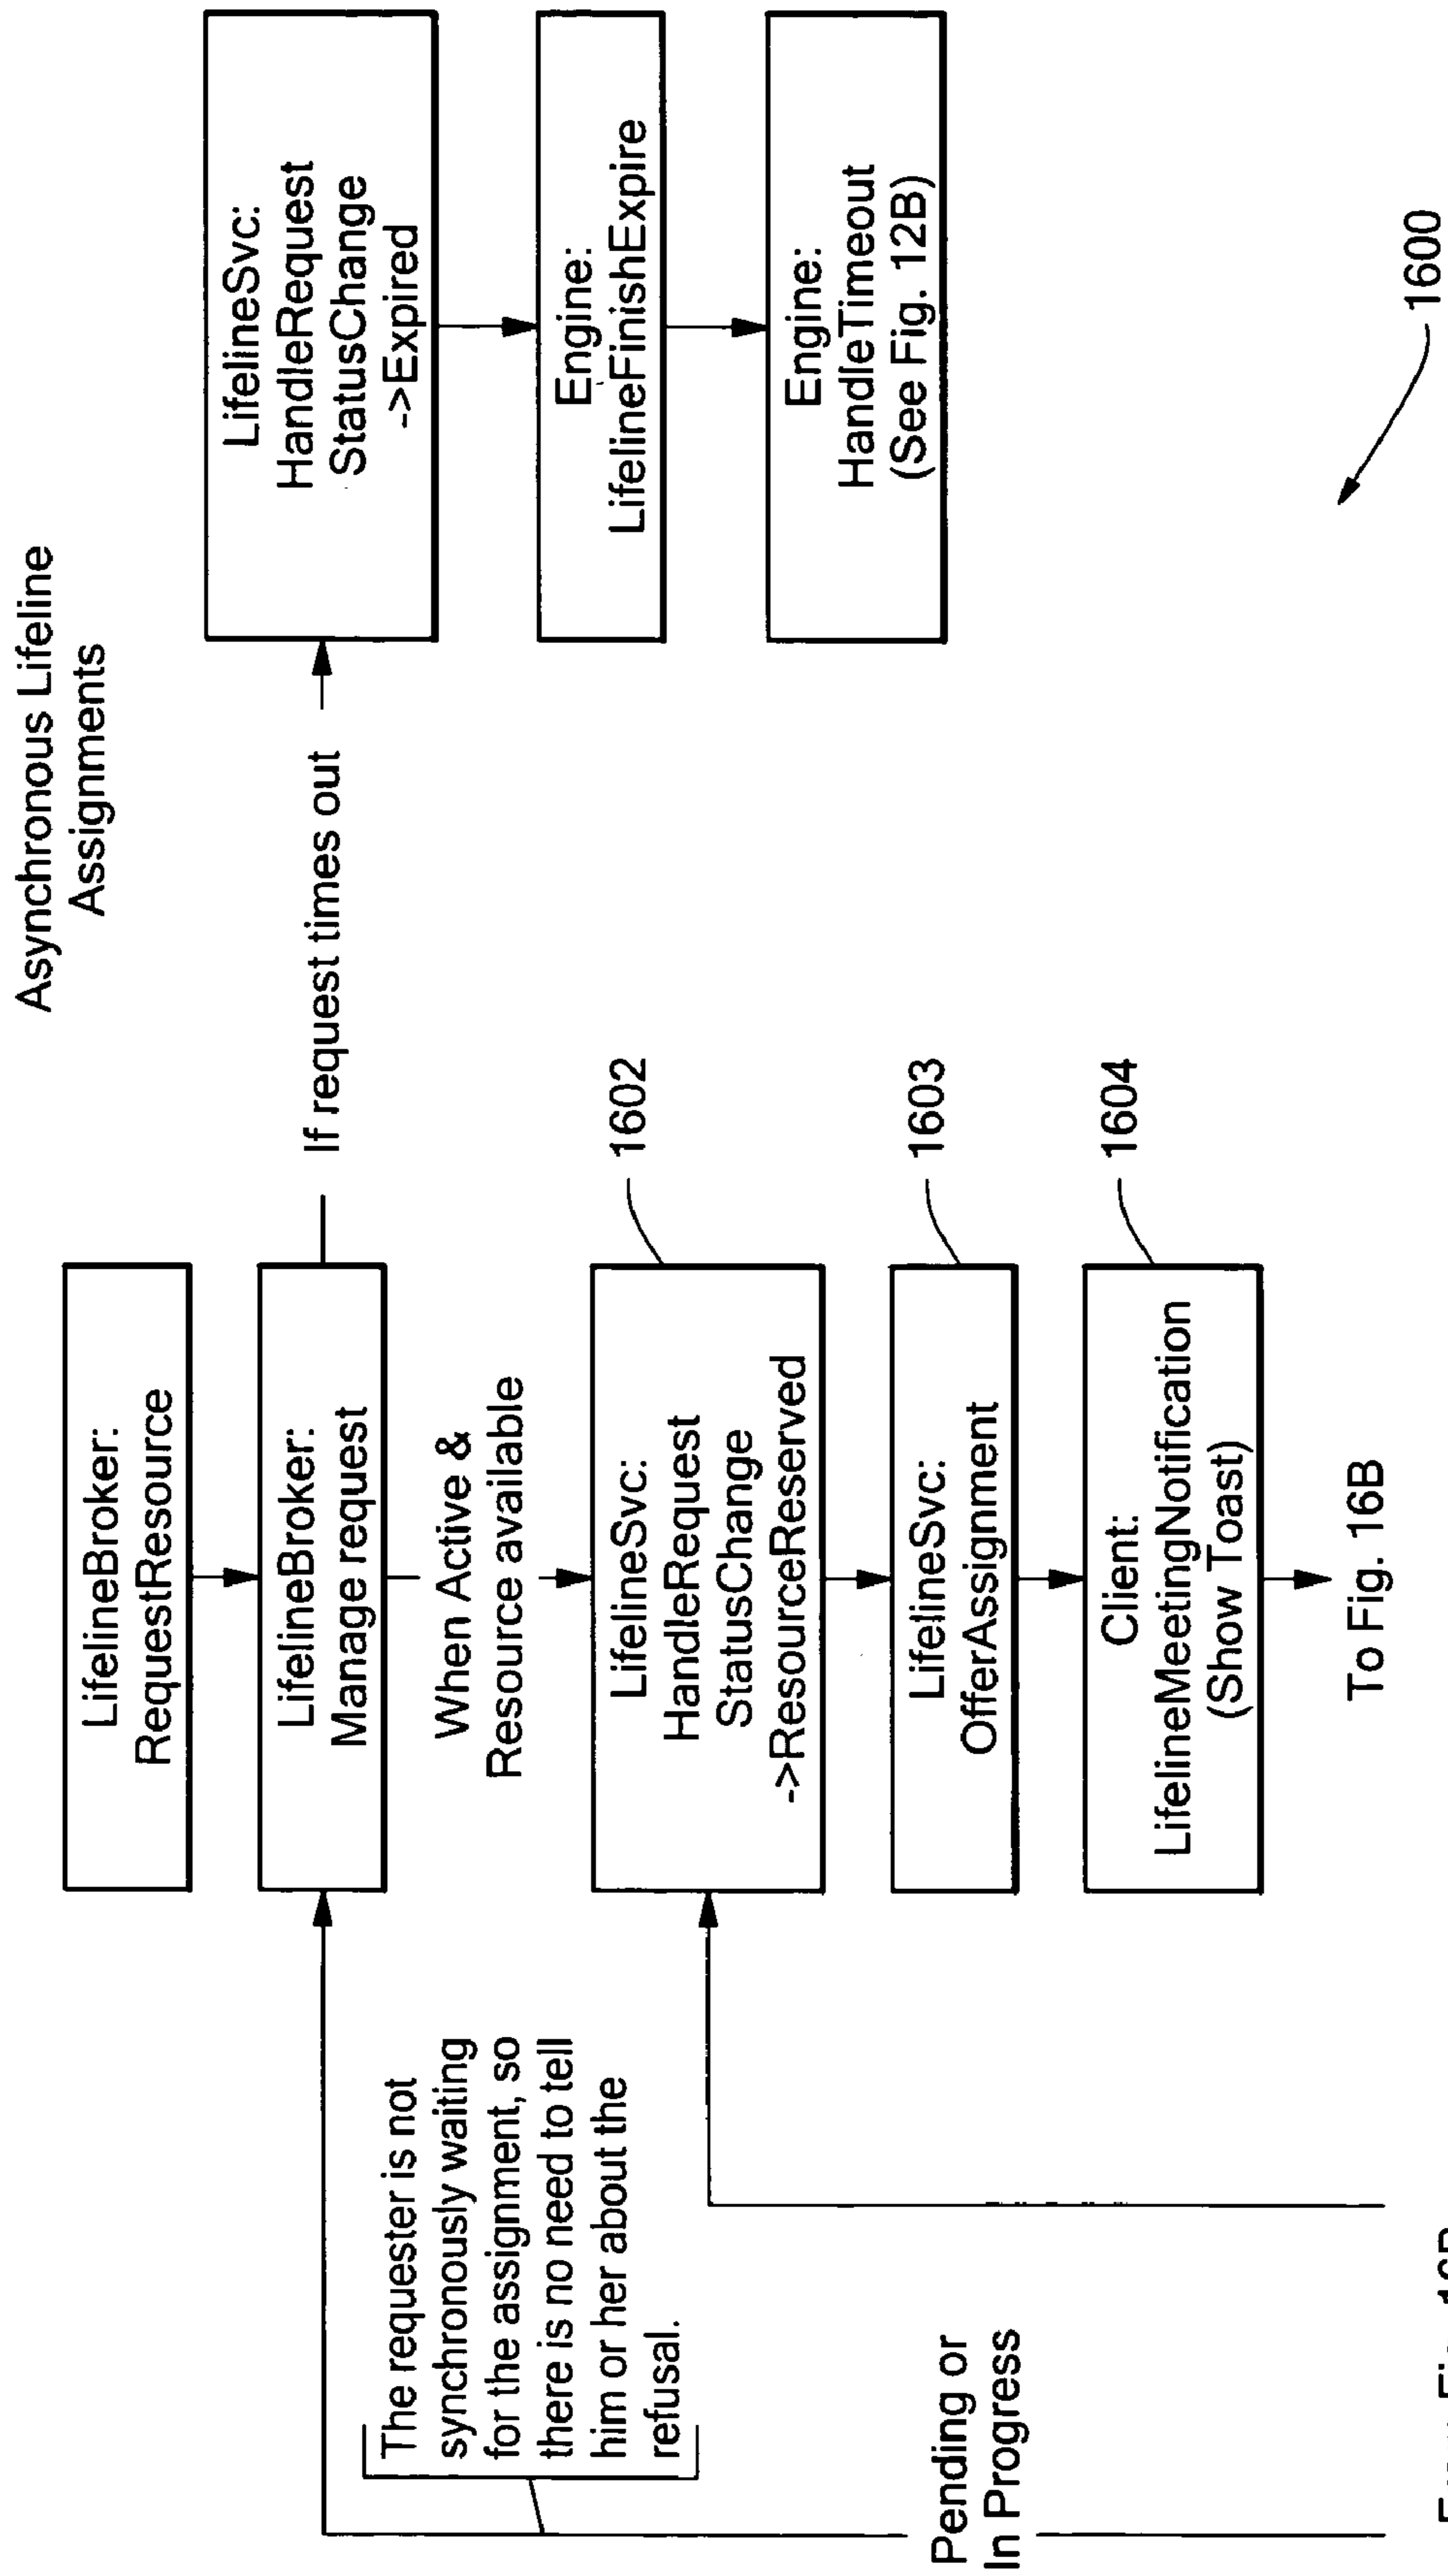 Asynchronous Lifeline
Assignments
LifelineBroker:
RequestResource
LifelineBroker:
Manage request
If request times out
LifelineSvc:
HandleRequest
StatusChange
->Expired
Engine:
LifelineFinishExpire
Engine:
HandleTimeout
(See Fig. 12B)
When Active &
Resource available
LifelineSvc:
HandleRequest
StatusChange
->ResourceReserved
1602
LifelineSvc:
OfferAssignment
1603
Client:
LifelineMeetingNotification
(Show Toast)
1604
To Fig. 16B
The requester is not
synchronously waiting
for the assignment, so
there is no need to tell
him or her about the
refusal.
Pending or
In Progress
1600